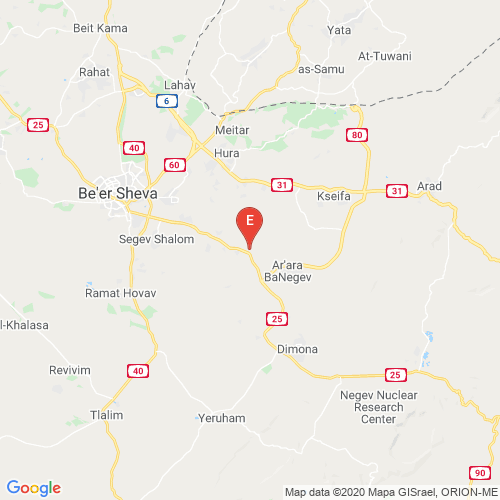 Beit Kama
Yata
At-Tuwani
as-Samu
Rahat
Lahav
6
25
Meitar
80
40
Hura
60
31
31
Arad
Be'er Sheva
Kseifa
E
Segev Shalom
Ar'ara
BaNegev
Ramat Hovav
25
l-Khalasa
Dimona
Revivim
40
25
Negev Nuclear
Research
Center
Tlalim
Yeruham
90
Google
Map data ©2020 Mapa GISrael, ORION-ME